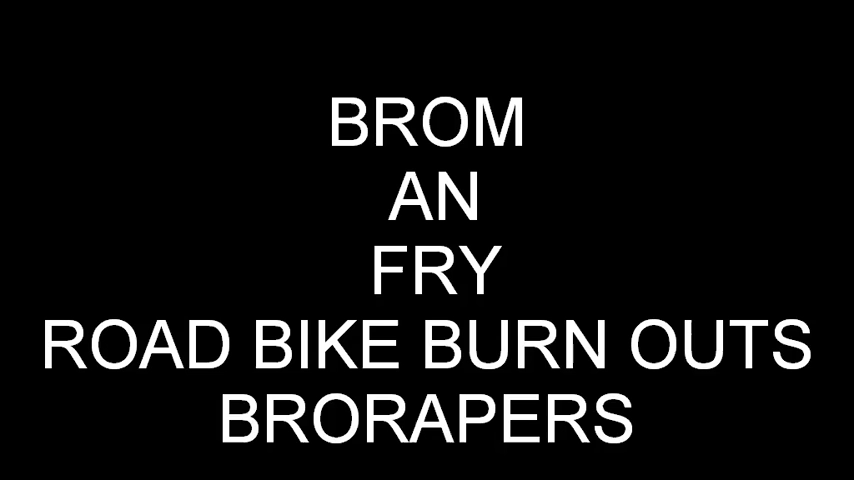 BROM
AN
FRY
ROAD BIKE BURN OUTS
BRORAPERS